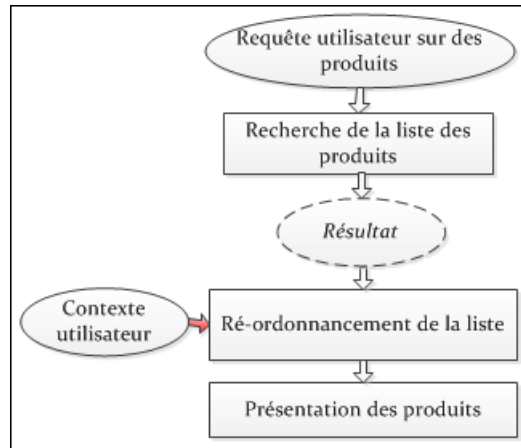 Requête utilisateur sur des
produits
Recherche de la liste des
produits
Résultat
Contexte
utilisateur
Ré-ordonnancement de la liste
Présentation des produits